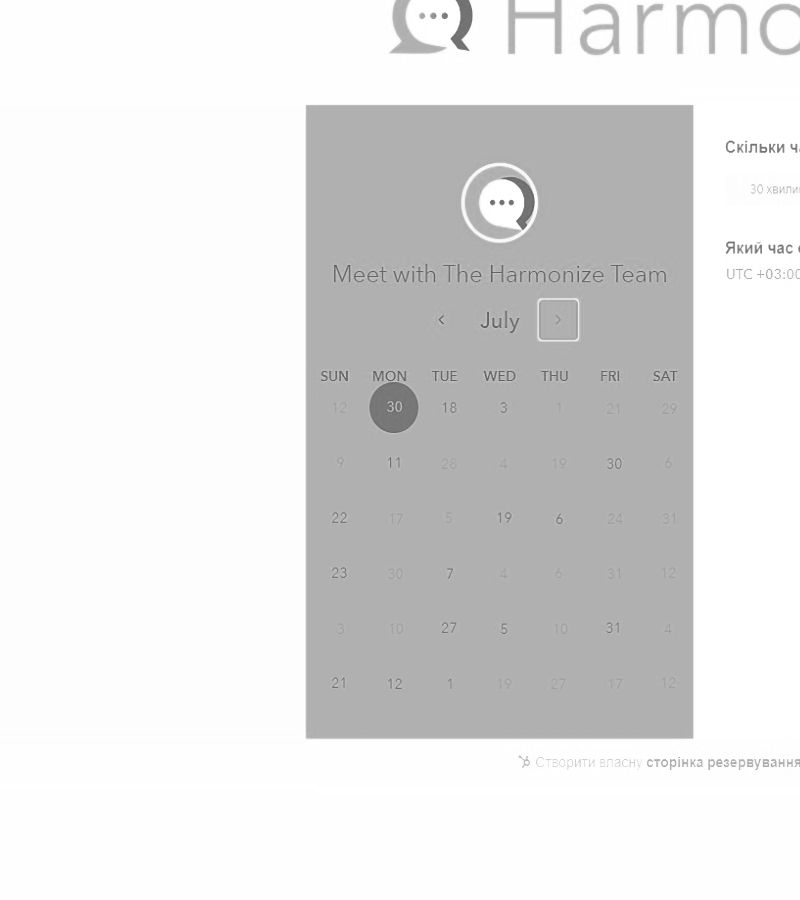 Harmo
Скільки ч
30 хвили
Який час
UTC +03:00
Meet with The Harmonize Team
July
SUN MON TUE WED THU FRI SAT
12 30 18 3 1 21 29
9 11 28 4 19 30 6
22 17 5 19 6 24 31
23 30 7 4 6 31 12
3 10 27 5 10 31 4
21 12 1 19 27 17 12
Створити власну сторінка резервування